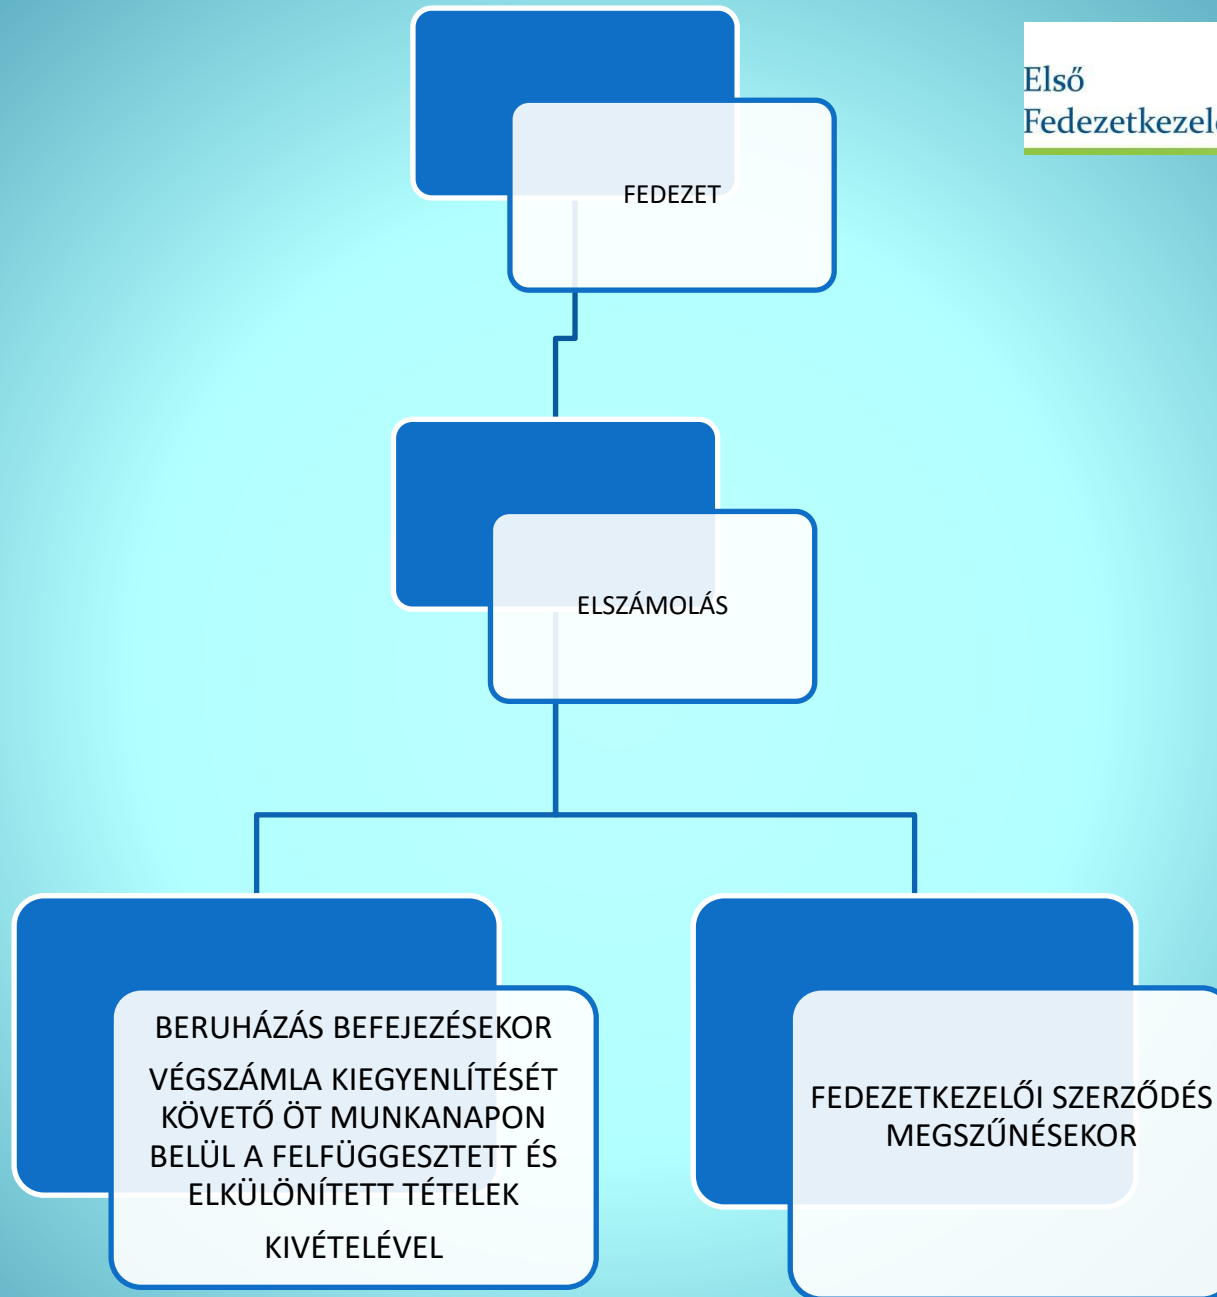 Első
FEDEZET
ELSZÁMOLÁS
BERUHÁZÁS BEFEJEZÉSEKOR
VÉGSZÁMLA KIEGYENLÍTÉSÉT
KÖVETŐ ÖT MUNKANAPON
BELÜL A FELFÜGGESZTETT ÉS
ELKÜLÖNÍTETT TÉTELEK
KIVÉTELÉVEL
FEDEZETKEZELŐI SZERZŐDÉS
MEGSZŰNÉSEKOR